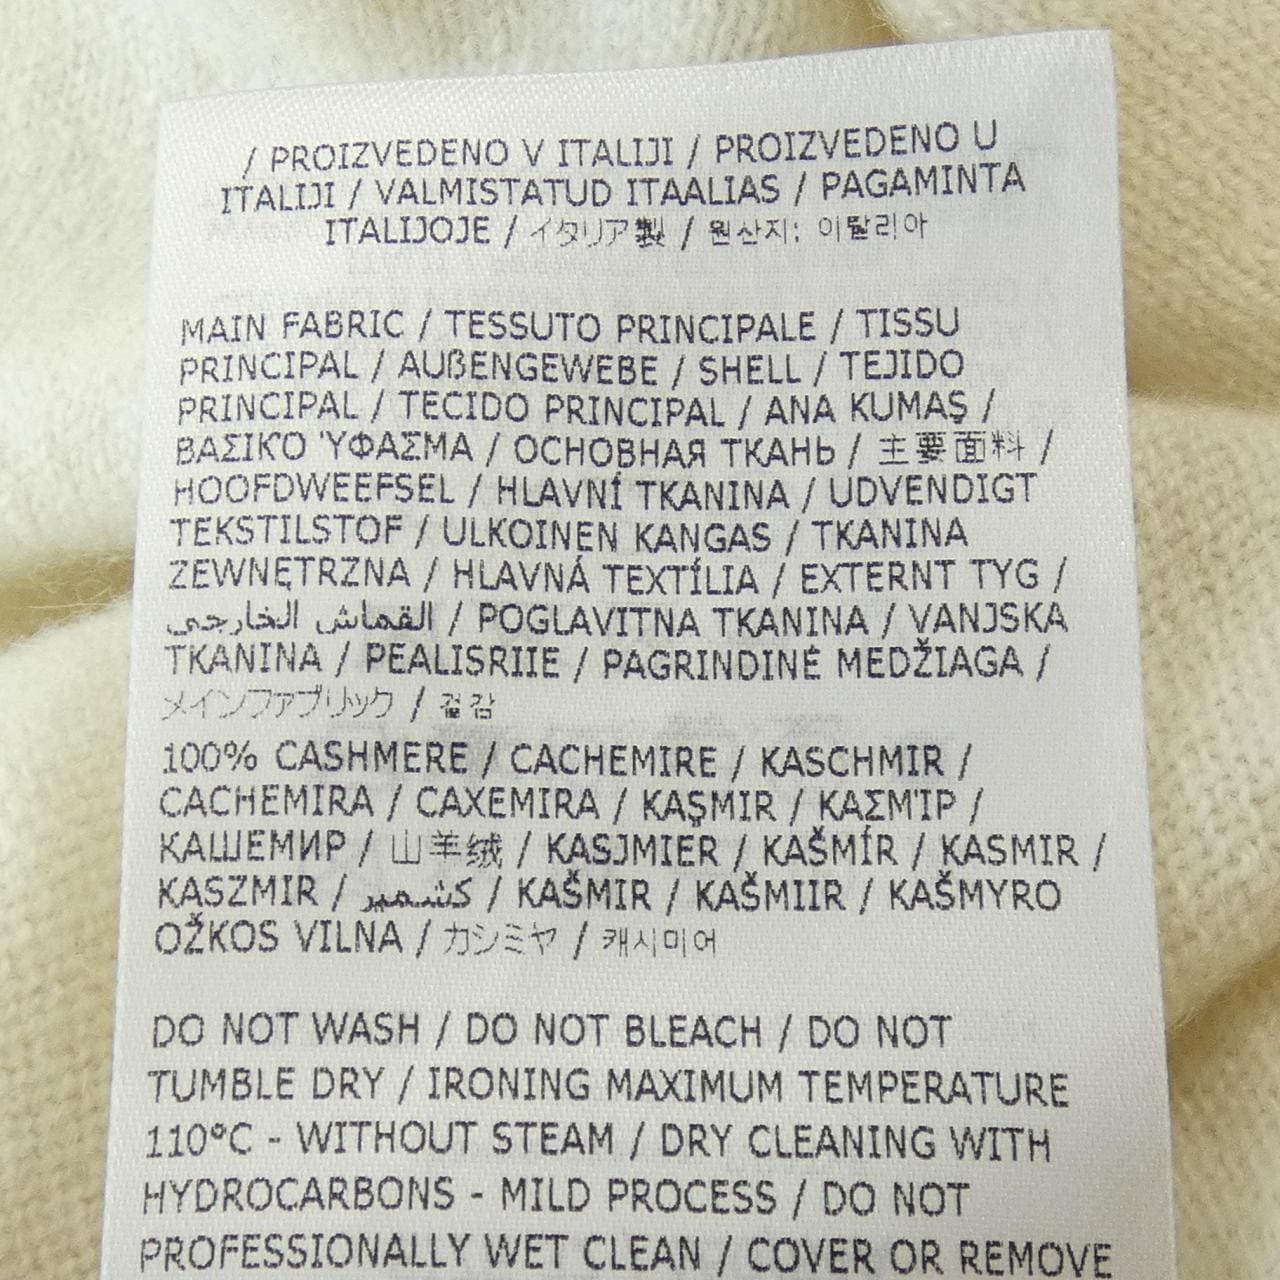 / PROIZVEDENO V ITALIJI / PROIZVEDENO U
ITALIJI / VALMISTATUD ITAALIAS / PAGAMINTA
ITALIJOJE / イタリア製 / 원산지: 이탈리아
MAIN FABRIC / TESSUTO PRINCIPALE / TISSU
PRINCIPAL / AUßENGEWEBE / SHELL / TEJIDO
PRINCIPAL / TECIDO PRINCIPAL / ANA KUMAŞ /
ΒΑΣΙΚΌ ΎΦΑΣΜΑ / ОСНОВНАЯ ТКАНЬ / 主要面料 /
HOOFDWEEFSEL / HLAVNÍ TKANINA / UDVENDIGT
TEKSTILSTOF / ULKOINEN KANGAS / TKANINA
ZEWNĘTRZNA / HLAVNÁ TEXTÍLIA / EXTERNT TYG /
القماش الخارجي / POGLAVITNA TKANINA / VANJSKA
TKANINA / PEALISRIIE / PAGRINDINĖ MEDŽIAGA /
メインファブリック / 겉감
100% CASHMERE / CACHEMIRE / KASCHMIR /
CACHEMIRA / CAXEMIRA / KAŞMIR / ΚΑΣΜΊΡ /
КАШЕМИР / 山羊绒 / KASJMIER / KAŠMÍR / KASMIR /
KASZMIR / كشمير / KAŠMIR / KAŠMIIR / KAŠMYRO
OŽKOS VILNA / カシミヤ / 캐시미어
DO NOT WASH / DO NOT BLEACH / DO NOT
TUMBLE DRY / IRONING MAXIMUM TEMPERATURE
110°C - WITHOUT STEAM / DRY CLEANING WITH
HYDROCARBONS - MILD PROCESS / DO NOT
PROFESSIONALLY WET CLEAN / COVER OR REMOVE